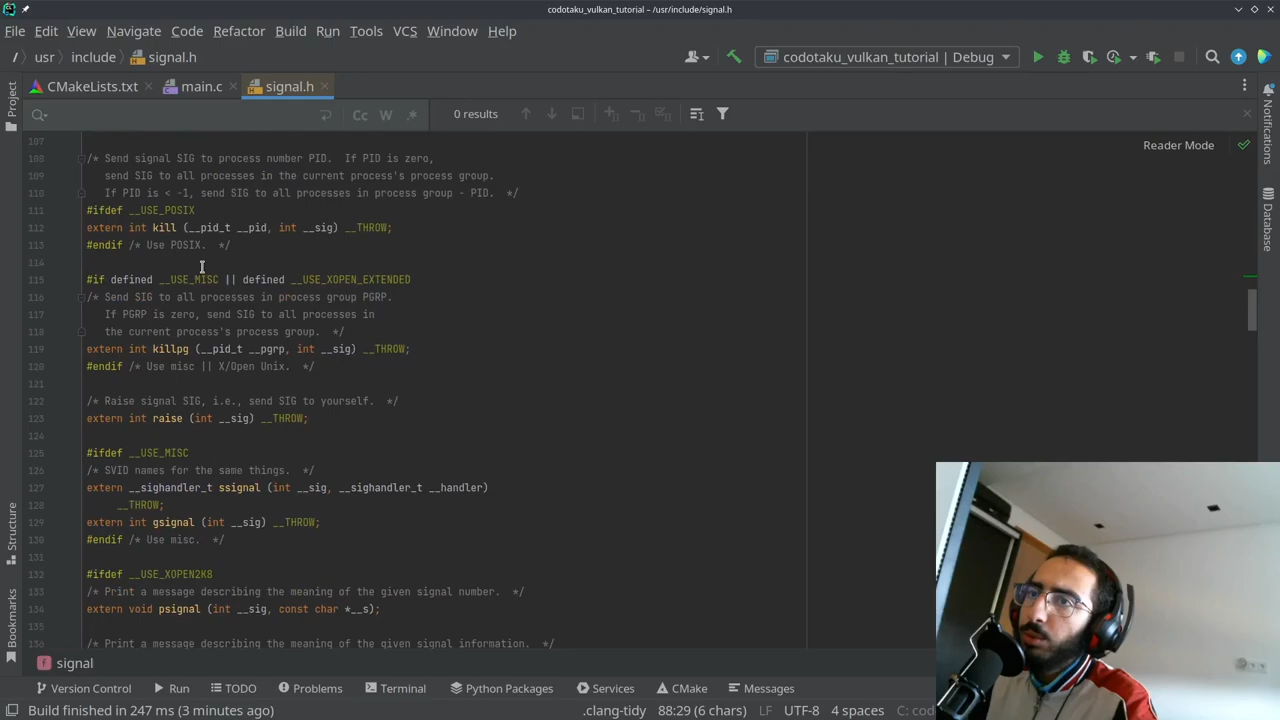 codotaku_vulkan_tutorial – /usr/include/signal.h
File Edit View Navigate Code Refactor Build Run Tools VCS Window Help
/ usr include signal.h
codotaku_vulkan_tutorial | Debug
CMakeLists.txt main.c signal.h
Cc W .* 0 results
Reader Mode
107
108 /* Send signal SIG to process number PID.  If PID is zero,
109 send SIG to all processes in the current process's process group.
110 If PID is < -1, send SIG to all processes in process group - PID.  */
111 #ifdef __USE_POSIX
112 extern int kill (__pid_t __pid, int __sig) __THROW;
113 #endif /* Use POSIX.  */
114
115 #if defined __USE_MISC || defined __USE_XOPEN_EXTENDED
116 /* Send SIG to all processes in process group PGRP.
117 If PGRP is zero, send SIG to all processes in
118 the current process's process group.  */
119 extern int killpg (__pid_t __pgrp, int __sig) __THROW;
120 #endif /* Use misc || X/Open Unix.  */
121
122 /* Raise signal SIG, i.e., send SIG to yourself.  */
123 extern int raise (int __sig) __THROW;
124
125 #ifdef __USE_MISC
126 /* SVID names for the same things.  */
127 extern __sighandler_t ssignal (int __sig, __sighandler_t __handler)
128 __THROW;
129 extern int gsignal (int __sig) __THROW;
130 #endif /* Use misc.  */
131
132 #ifdef __USE_XOPEN2K8
133 /* Print a message describing the meaning of the given signal number.  */
134 extern void psignal (int __sig, const char *__s);
135
136 /* Print a message describing the meaning of the given signal information.  */
Project
Structure
Bookmarks
Notifications
Database
f signal
Version Control Run TODO Problems Terminal Python Packages Services CMake Messages
Build finished in 247 ms (3 minutes ago) .clang-tidy 88:29 (6 chars) LF UTF-8 4 spaces C: cod